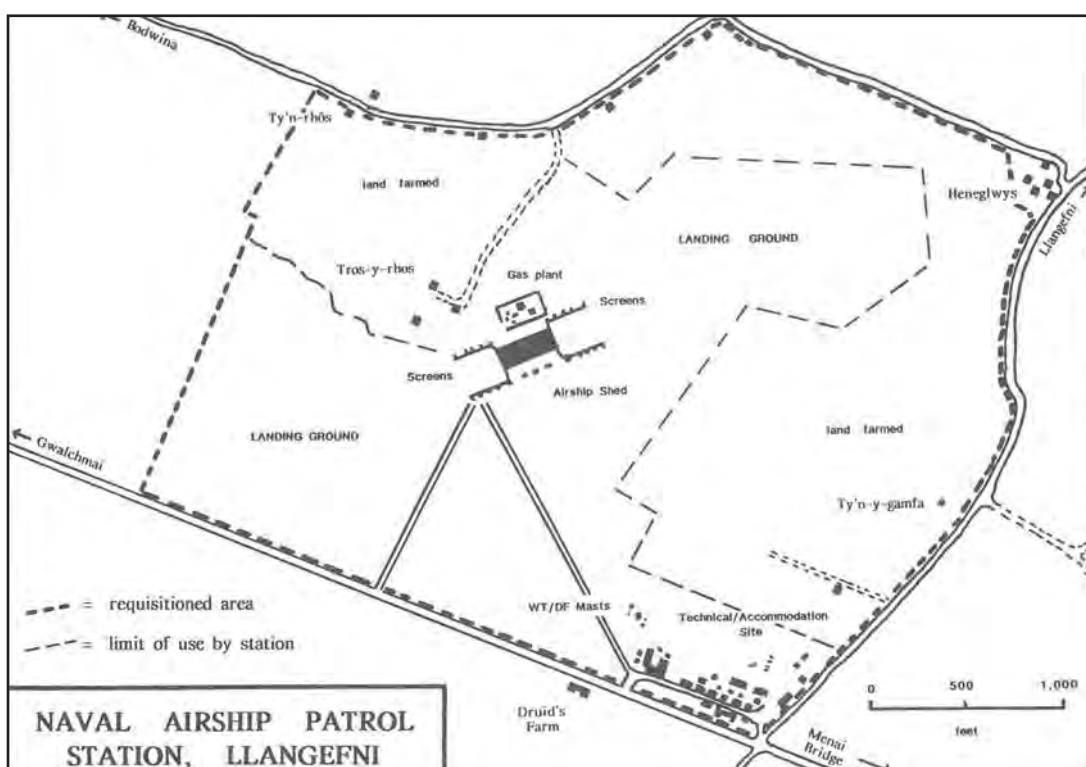 Bodwina
Ty'n-rhôs
land farmed
Heneglwys
Llangefni
LANDING GROUND
Tros-y-rhos
Gas plant
Screens
Screens
Airship Shed
LANDING GROUND
land farmed
Gwalchmai
Ty'n-y-gamfa
= requisitioned area
WT/DF Masts
Technical/Accommodation
Site
= limit of use by station
0 500 1,000
feet
Druid's
Farm
Menai
Bridge
NAVAL AIRSHIP PATROL
STATION, LLANGEFNI